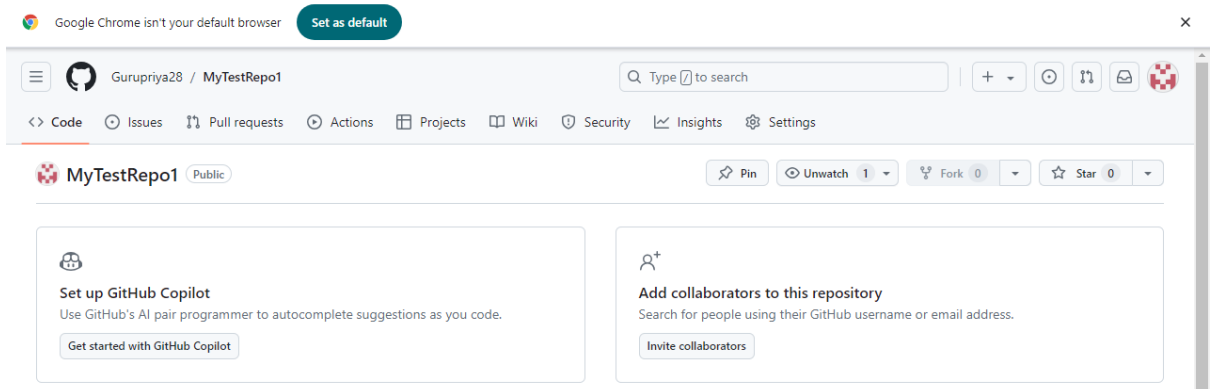 Google Chrome isn't your default browser Set as default
Gurupriya28 / MyTestRepo1 Type / to search
Code Issues Pull requests Actions Projects Wiki Security Insights Settings
MyTestRepo1 Public Pin Unwatch 1 Fork 0 Star 0
Set up GitHub Copilot
Use GitHub's AI pair programmer to autocomplete suggestions as you code.
Get started with GitHub Copilot
Add collaborators to this repository
Search for people using their GitHub username or email address.
Invite collaborators